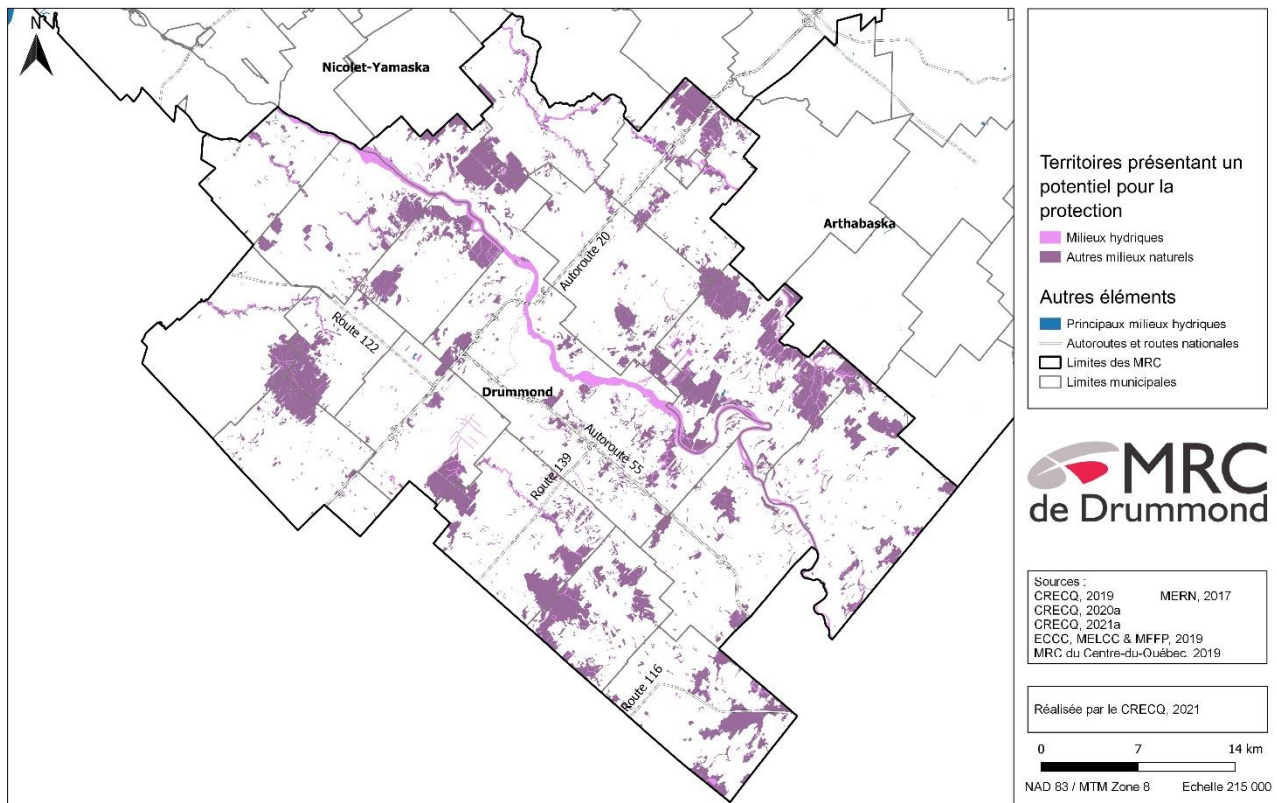 N
Nicolet-Yamaska
Arthabaska
Autoroute 20
Route 122
Drummond
Autoroute 55
Route 139
Route 116
Territoires présentant un
potentiel pour la
protection
Milieux hydriques
Autres milieux naturels
Autres éléments
Principaux milieux hydriques
Autoroutes et routes nationales
Limites des MRC
Limites municipales
MRC
de Drummond
Sources :
CRECQ, 2019 MERN, 2017
CRECQ, 2020a
CRECQ, 2021a
ECCC, MELCC & MFFP, 2019
MRC du Centre-du-Québec. 2019
Réalisée par le CRECQ, 2021
0 7 14 km
NAD 83 / MTM Zone 8 Echelle 215 000